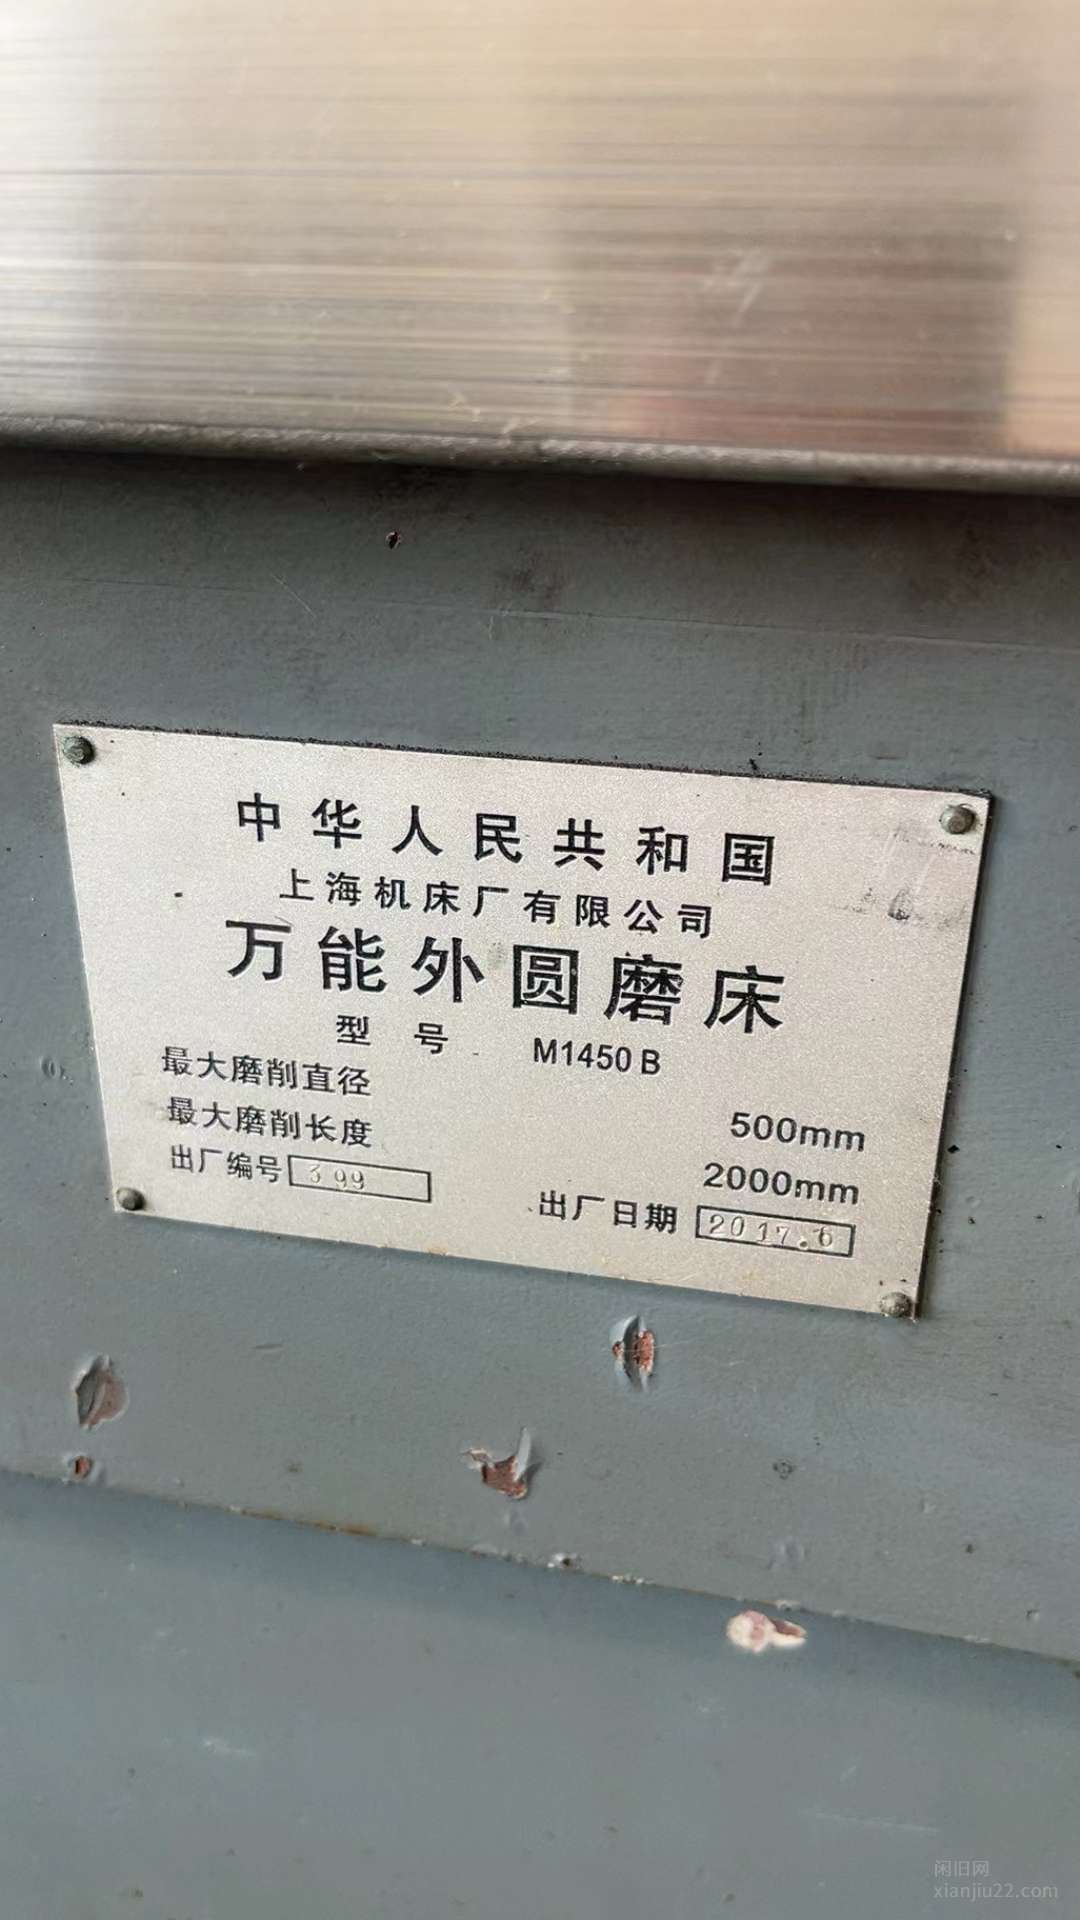 中华人民共和国
上海机床厂有限公司
万能外圆磨床
型号 M1450B
最大磨削直径 500mm
最大磨削长度 2000mm
出厂编号 399 出厂日期 2017.6
闲旧网
xianjiu22.com